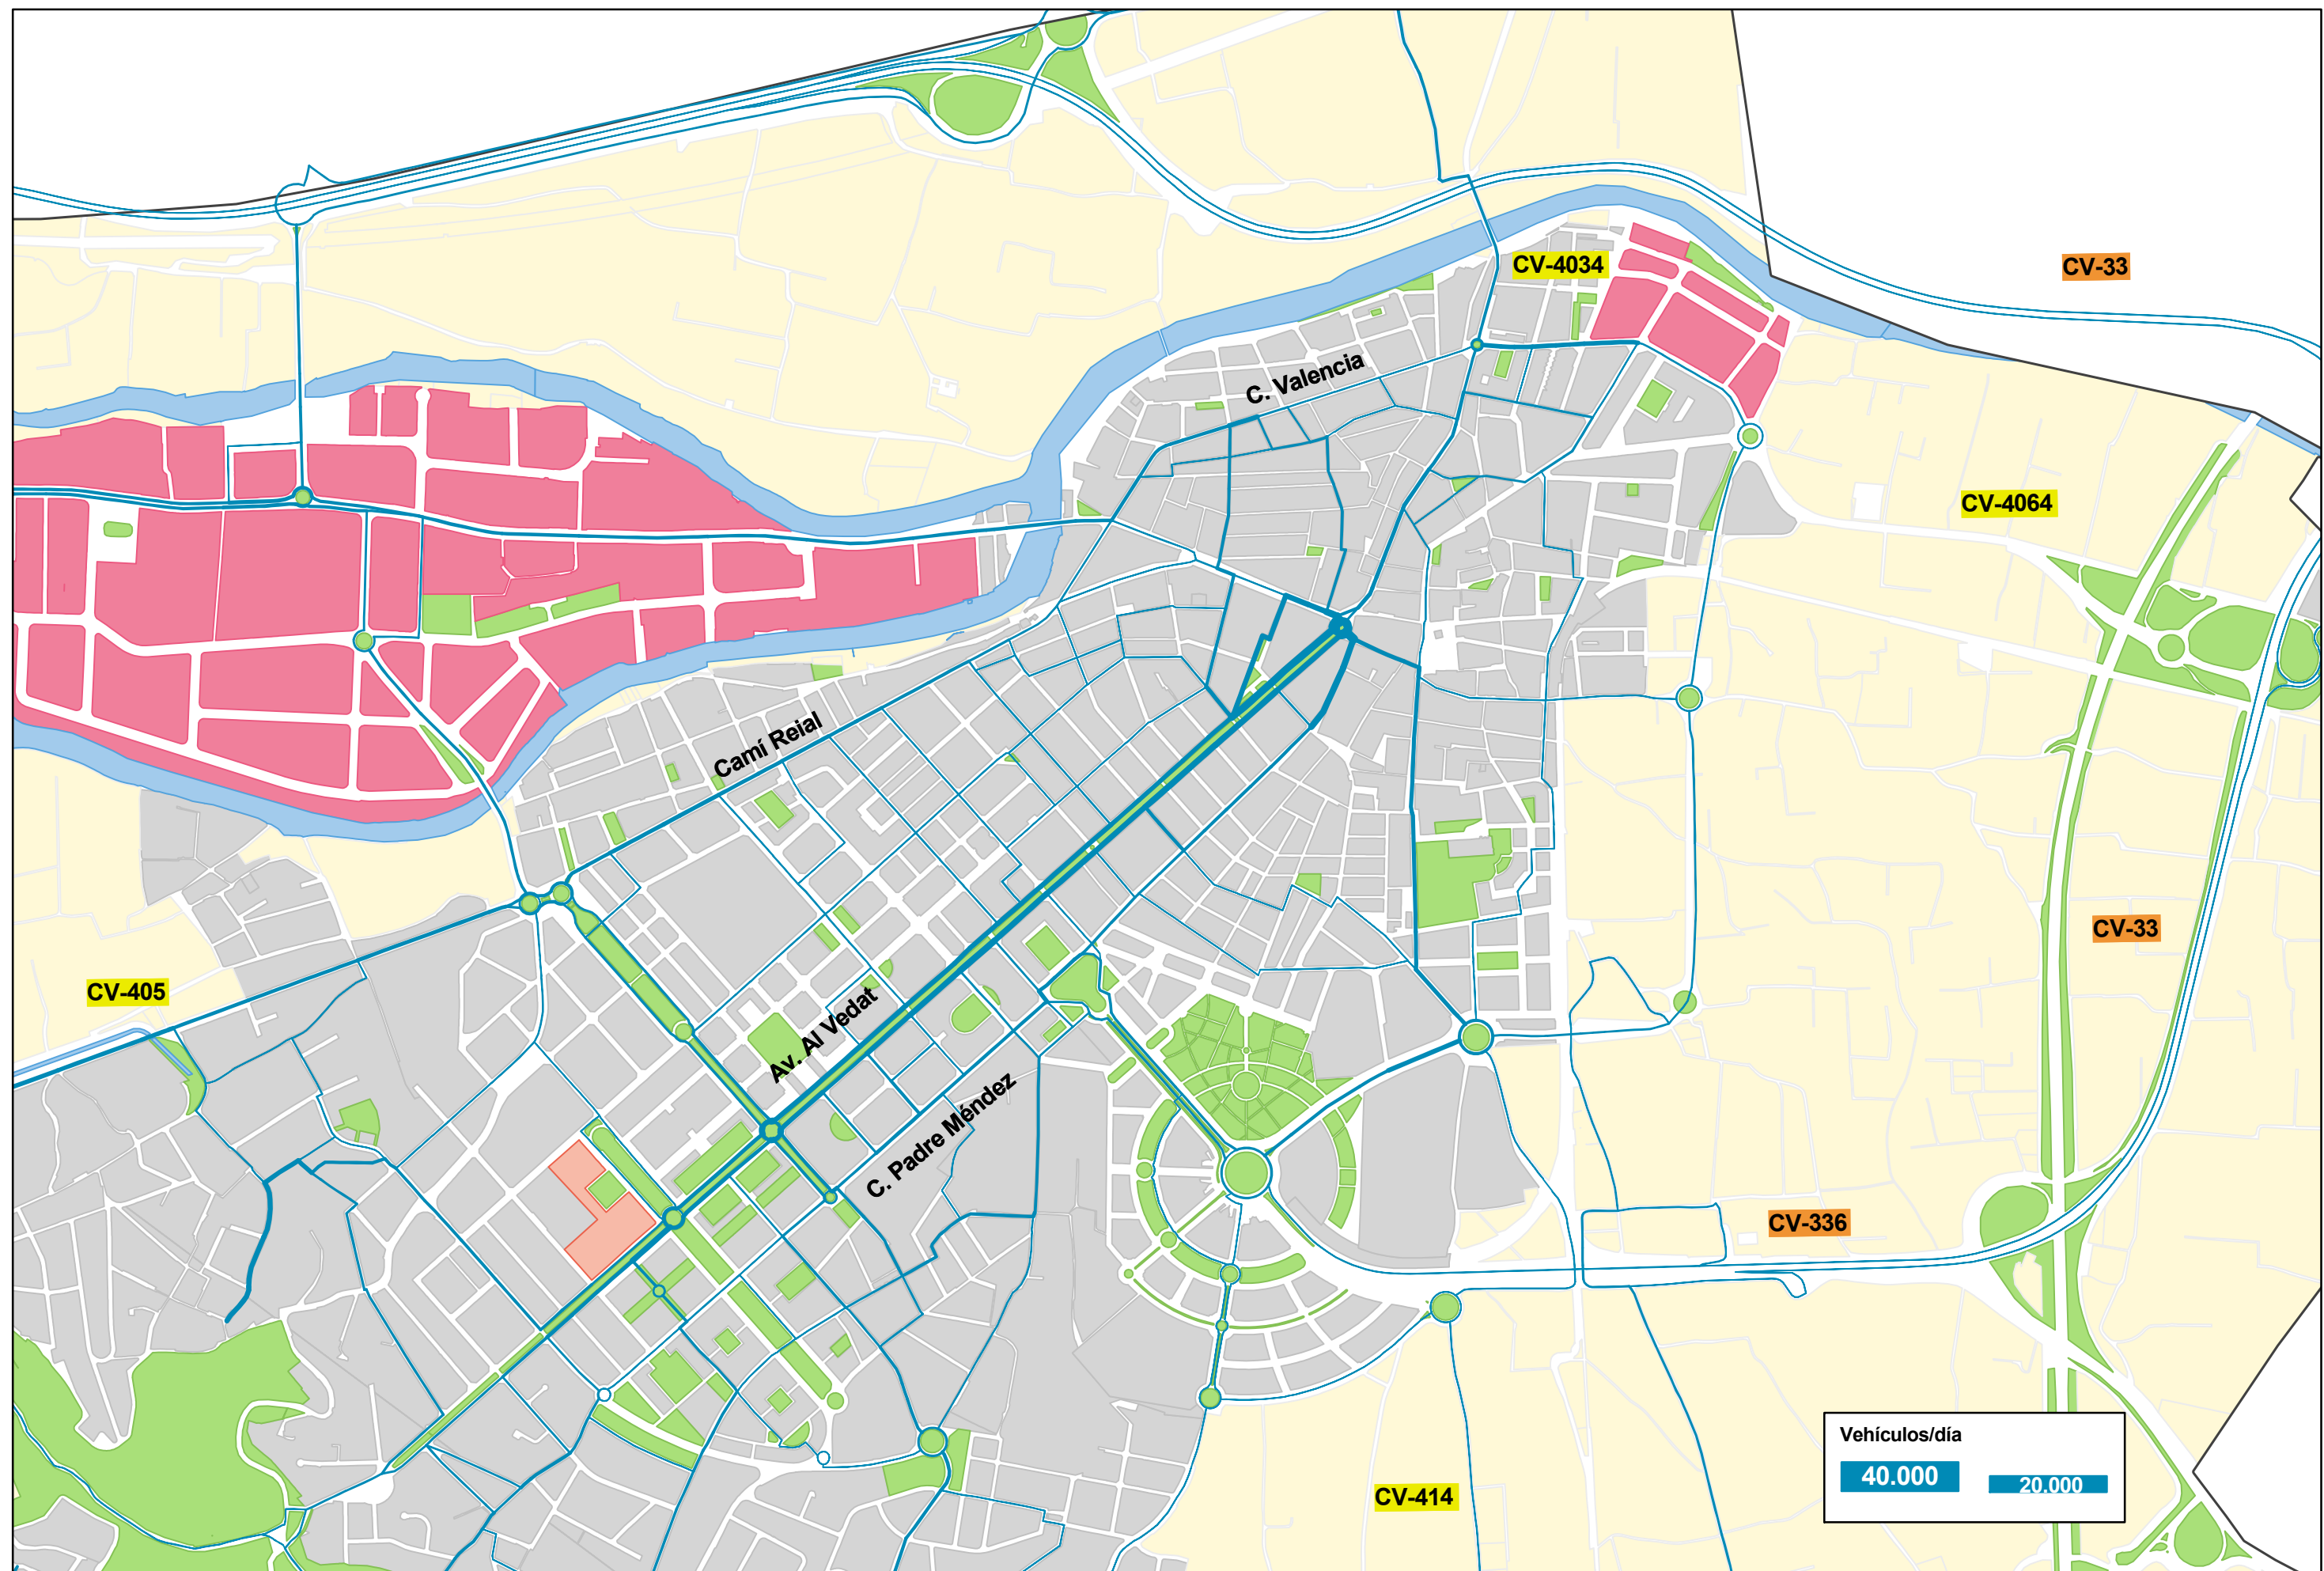 CV-33
CV-4034
C. Valencia
CV-4064
Camí Reial
CV-33
CV-405
Av. Al Vedat
C. Padre Méndez
CV-336
Vehículos/día
40.000
20.000
CV-414